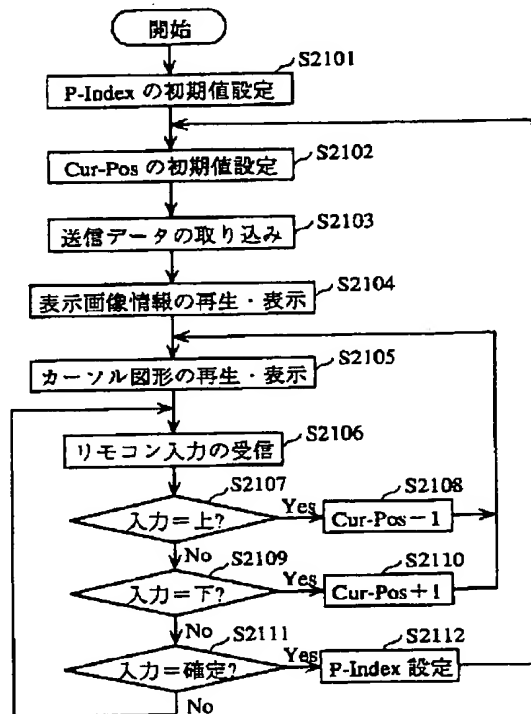 開始
S2101
P-Index の初期値設定
S2102
Cur-Pos の初期値設定
S2103
送信データの取り込み
S2104
表示画像情報の再生・表示
S2105
カーソル図形の再生・表示
S2106
リモコン入力の受信
S2107
入力=上?
Yes
S2108
Cur-Pos-1
No
S2109
入力=下?
Yes
S2110
Cur-Pos+1
No
S2111
入力=確定?
Yes
S2112
P-Index 設定
No